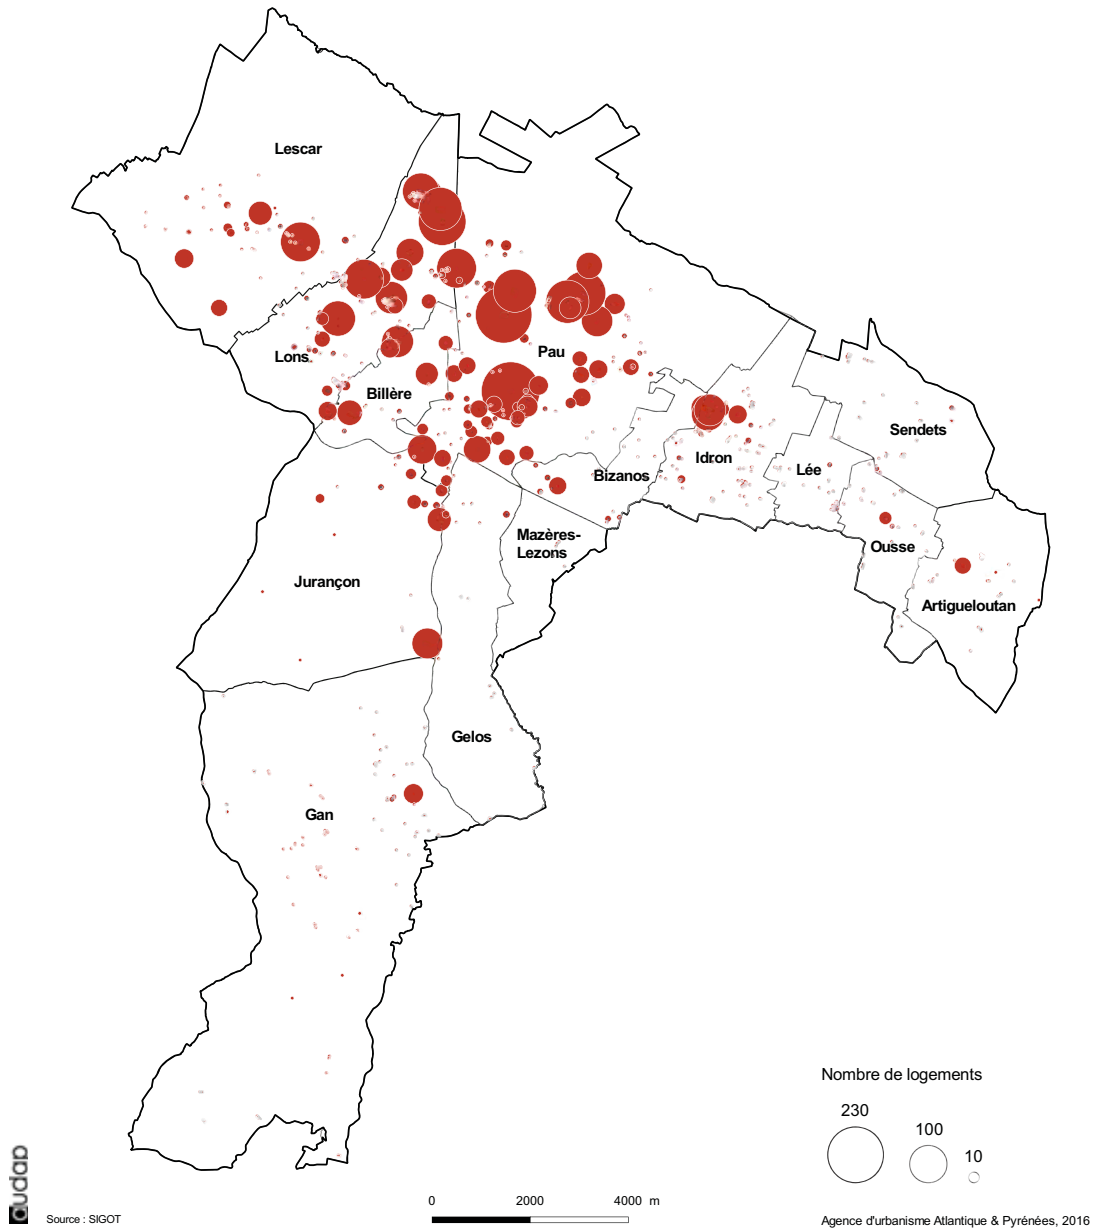 Lescar
Pau
Lons
Billère
Sendets
Idron
Lée
Bizanos
Mazères-
Lezons
Ousse
Jurançon
Artigueloutan
Gelos
Gan
Nombre de logements
230
100
10
audap
Source : SIGOT
0 2000 4000 m
Agence d'urbanisme Atlantique & Pyrénées, 2016